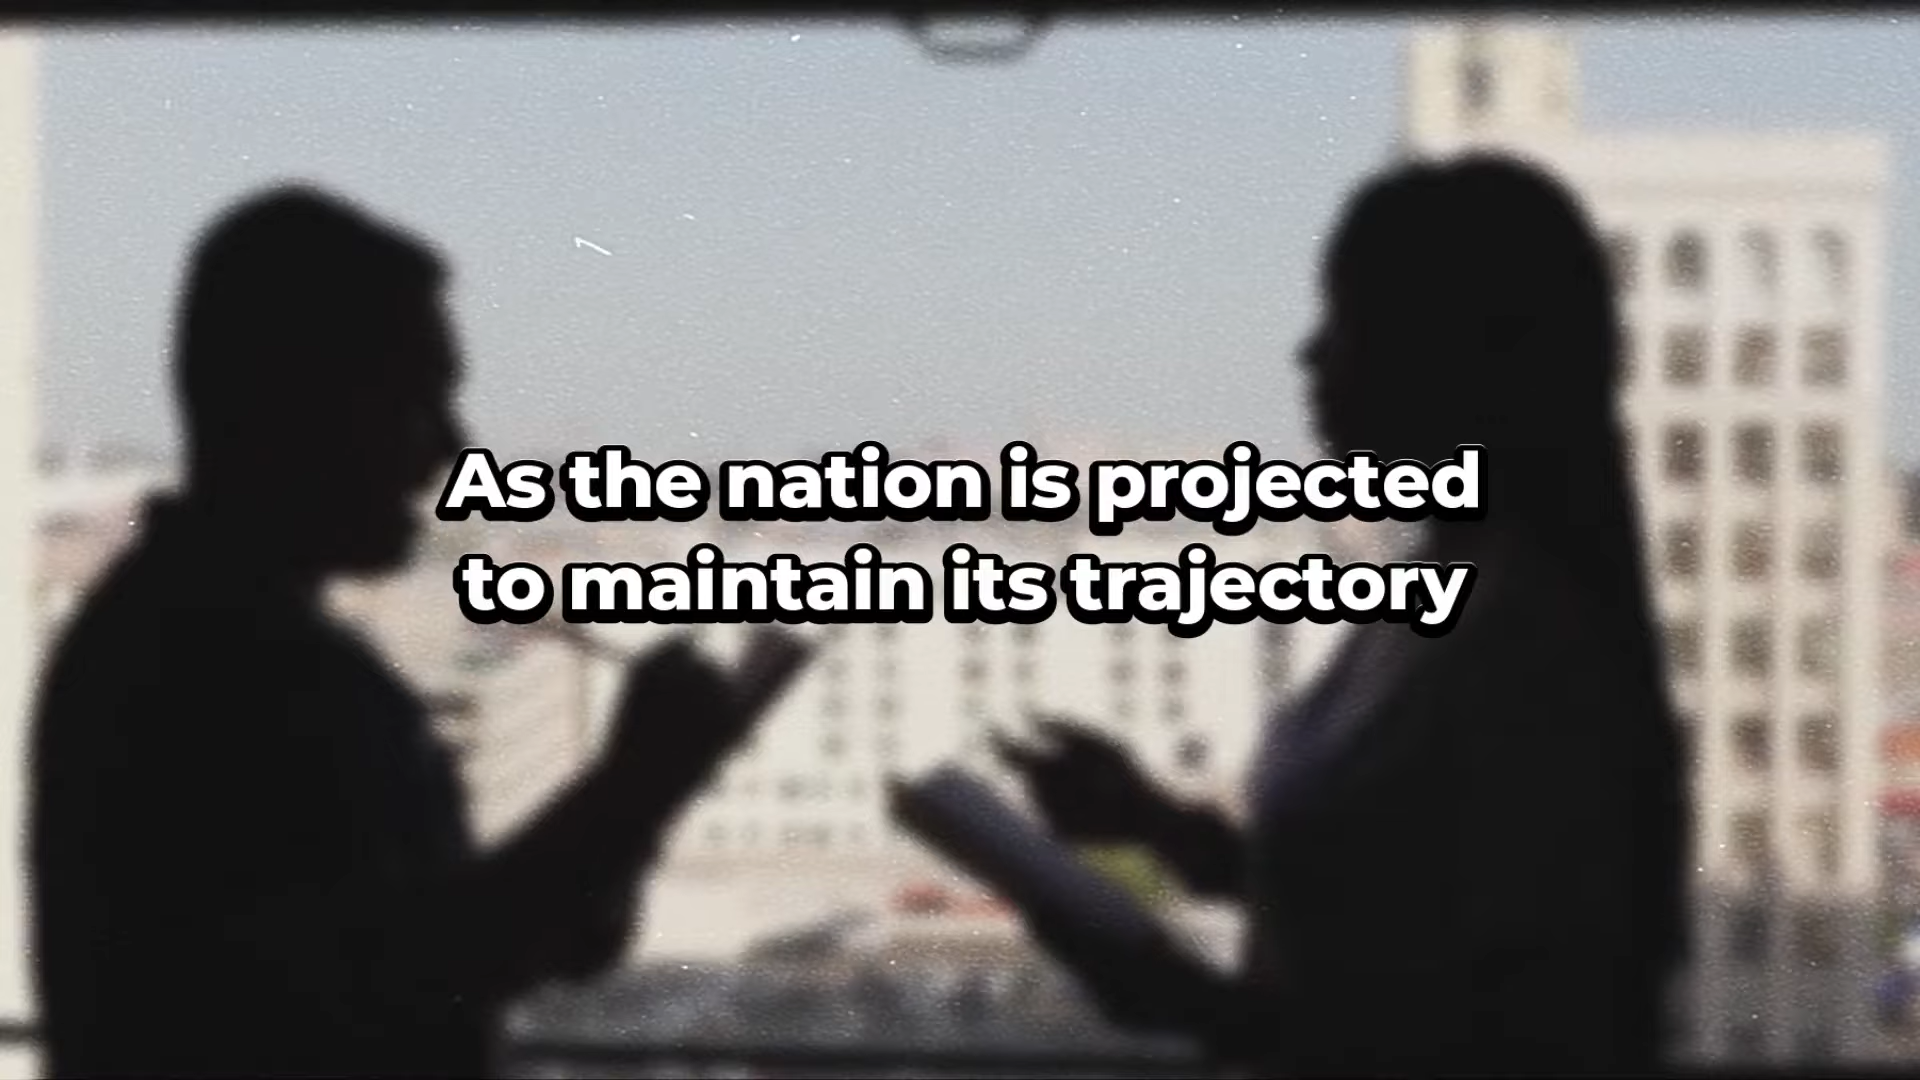 As the nation is projected
to maintain its trajectory